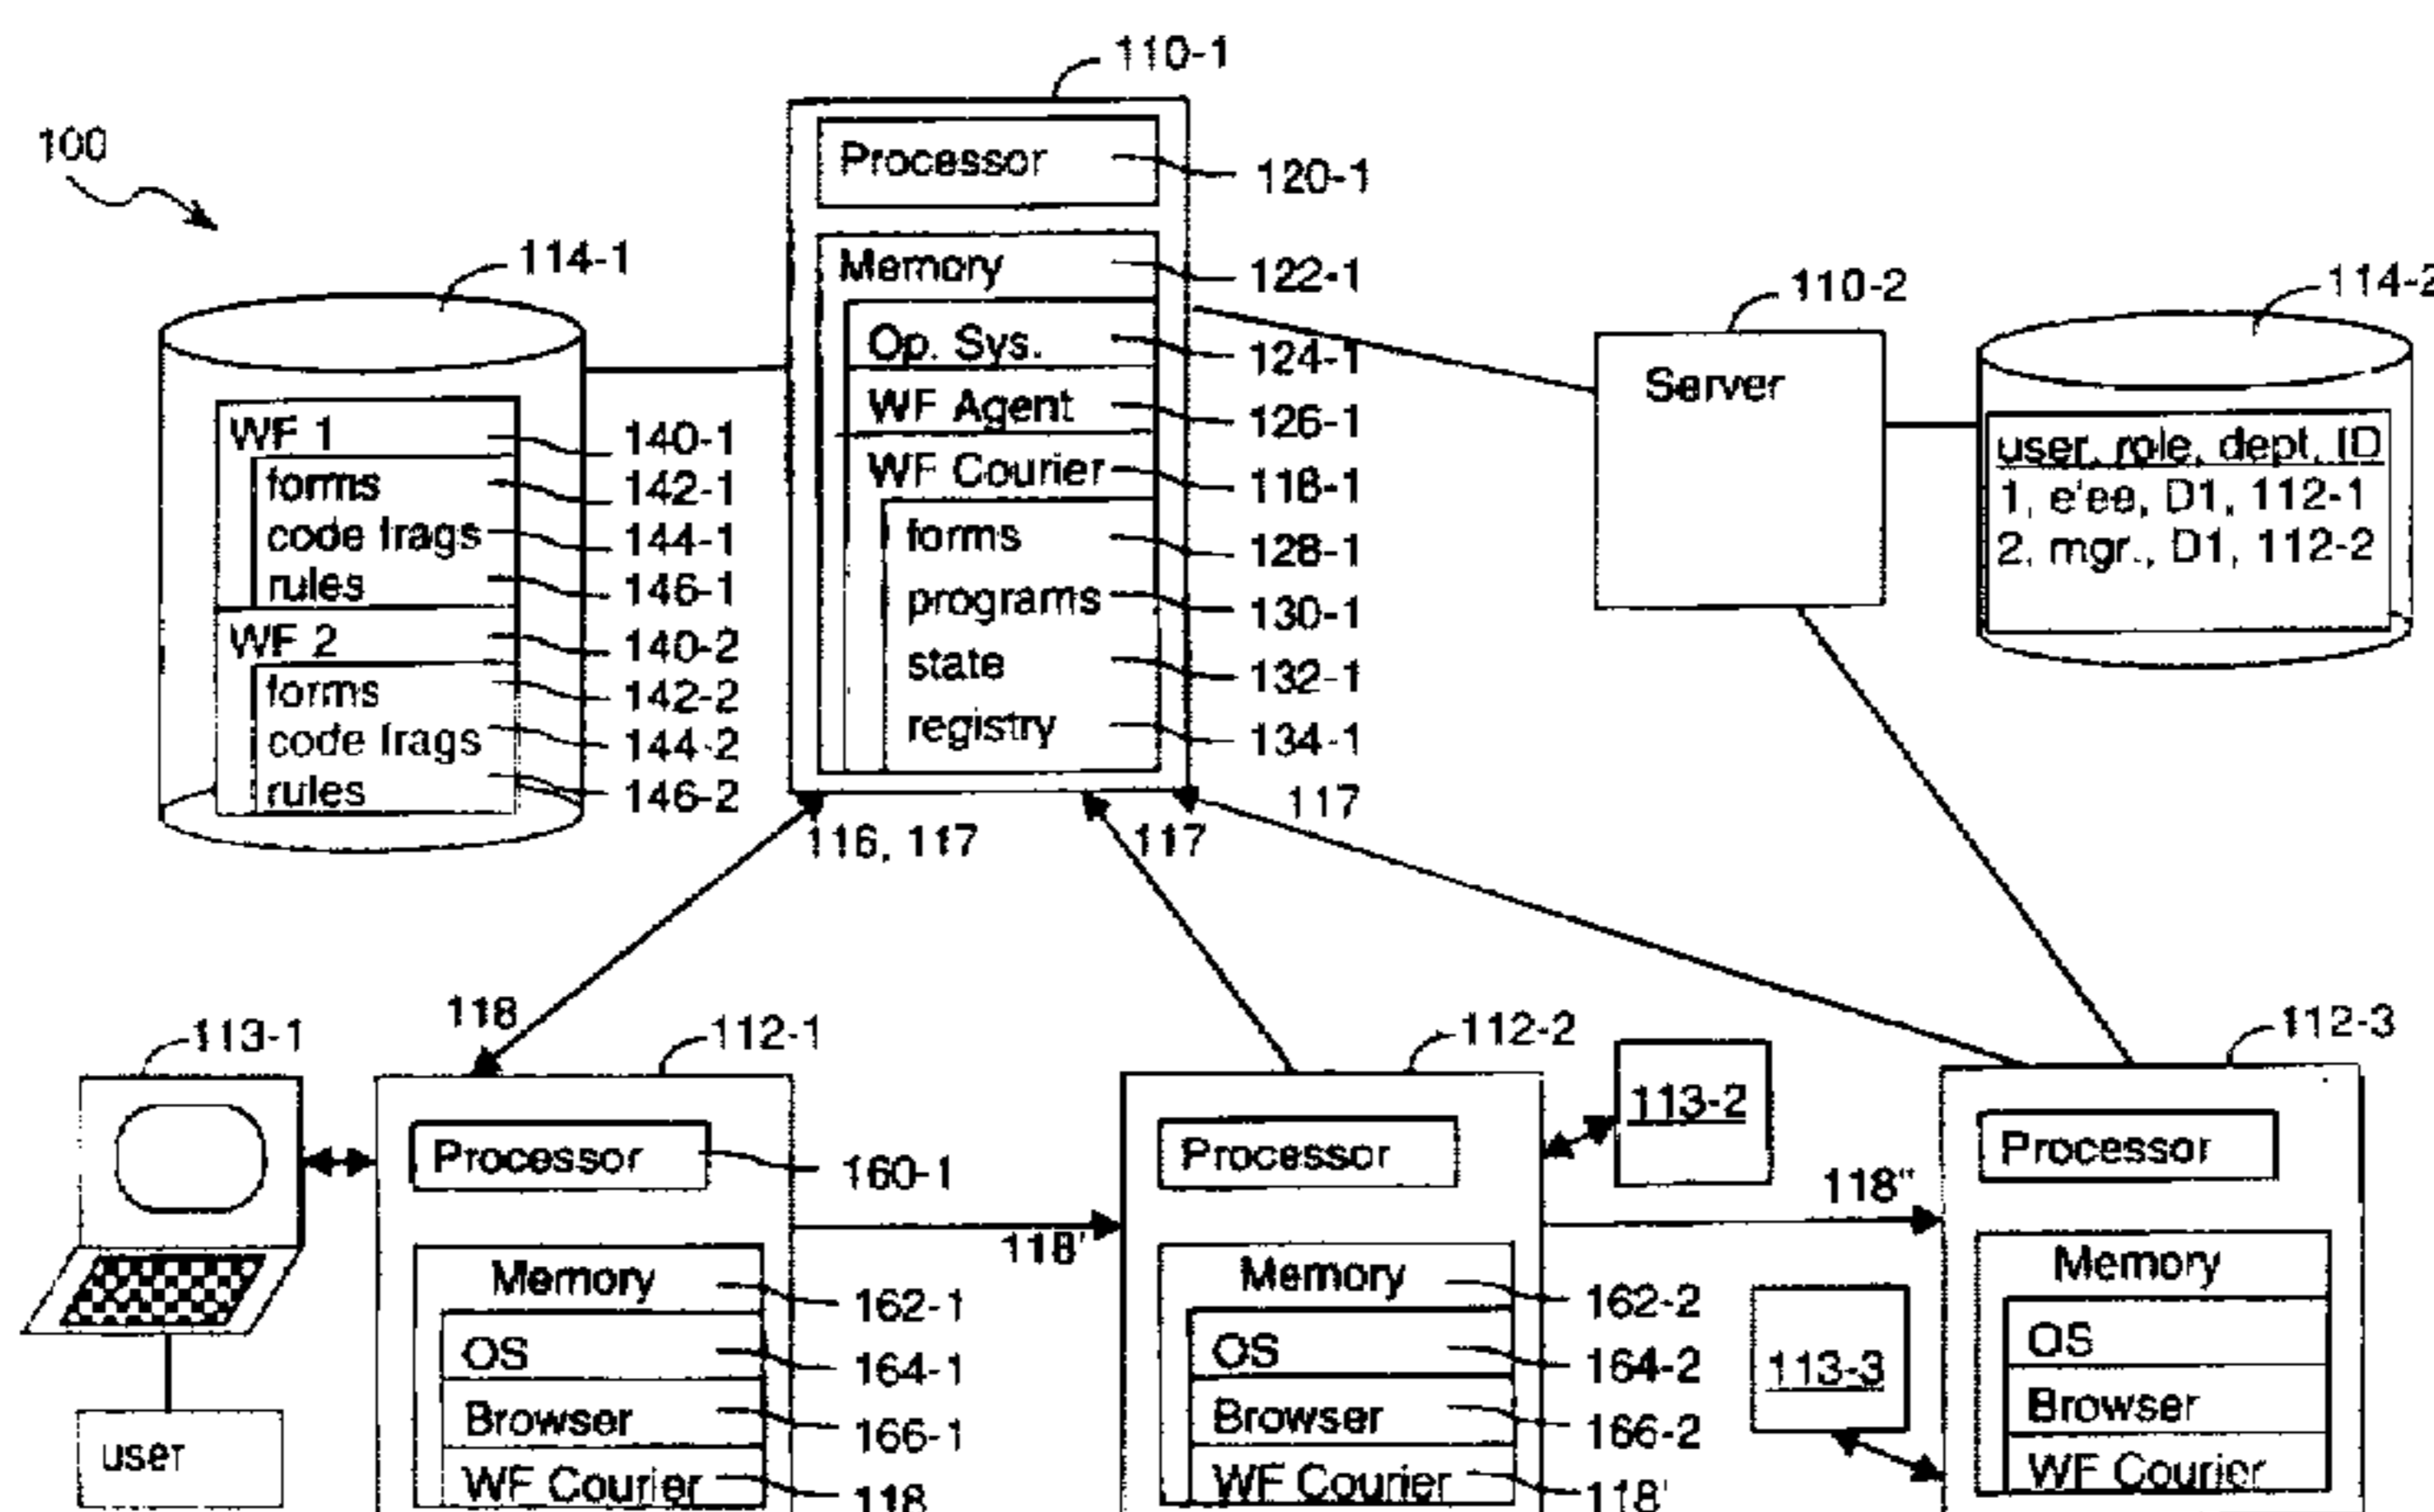 110-1
100
Processor
120-1
114-1
Memory
122-1
110-2
114-2
Op. Sys.
124-1
Server
WF Agent
126-1
WF 1
140-1
user, role, dept, ID
forms
142-1
WF Courier
118-1
1, e'ee, D1, 112-1
code frags
144-1
forms
128-1
2, mgr., D1, 112-2
rules
146-1
programs
130-1
WF 2
140-2
state
132-1
forms
142-2
code frags
144-2
registry
134-1
rules
146-2
117
116, 117
117
118
113-1
112-1
112-2
112-3
113-2
Processor
160-1
Processor
Processor
118'
118"
Memory
162-1
Memory
162-2
Memory
OS
164-1
OS
164-2
113-3
OS
Browser
166-1
Browser
166-2
Browser
user
WF Courier
118
WF Courier
118'
WF Courier